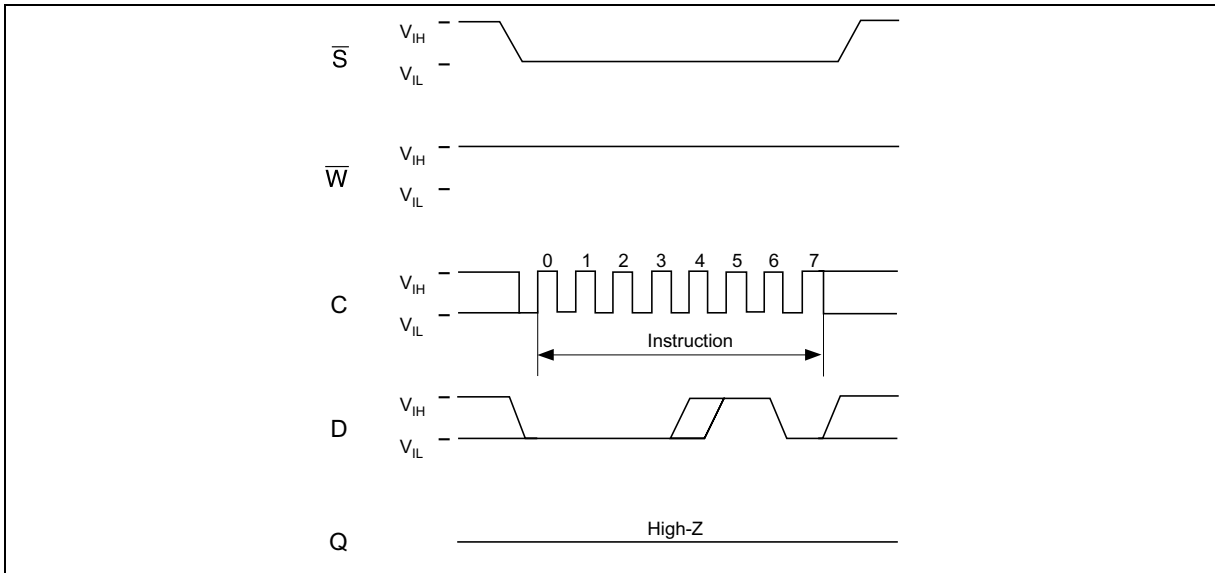 V_IH
S̅
V_IL
V_IH
W̅
V_IL
0 1 2 3 4 5 6 7
V_IH
C
V_IL
Instruction
V_IH
D
V_IL
High-Z
Q